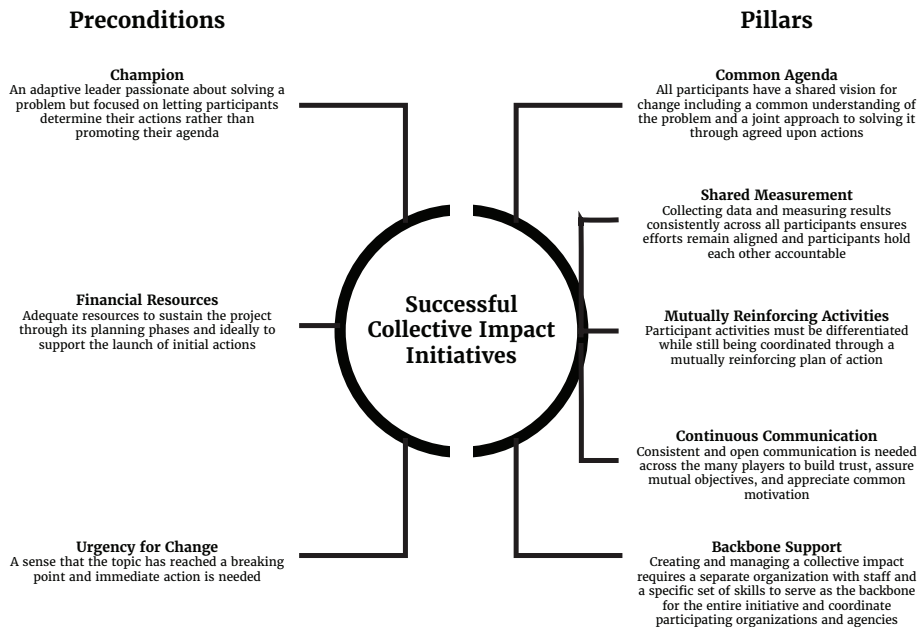 Preconditions
Champion
An adaptive leader passionate about solving a
problem but focused on letting participants
determine their actions rather than
promoting their agenda
Financial Resources
Adequate resources to sustain the project
through its planning phases and ideally to
support the launch of initial actions
Urgency for Change
A sense that the topic has reached a breaking
point and immediate action is needed
Successful
Collective Impact
Initiatives
Pillars
Common Agenda
All participants have a shared vision for
change including a common understanding of
the problem and a joint approach to solving it
through agreed upon actions
Shared Measurement
Collecting data and measuring results
consistently across all participants ensures
efforts remain aligned and participants hold
each other accountable
Mutually Reinforcing Activities
Participant activities must be differentiated
while still being coordinated through a
mutually reinforcing plan of action
Continuous Communication
Consistent and open communication is needed
across the many players to build trust, assure
mutual objectives, and appreciate common
motivation
Backbone Support
Creating and managing a collective impact
requires a separate organization with staff and
a specific set of skills to serve as the backbone
for the entire initiative and coordinate
participating organizations and agencies